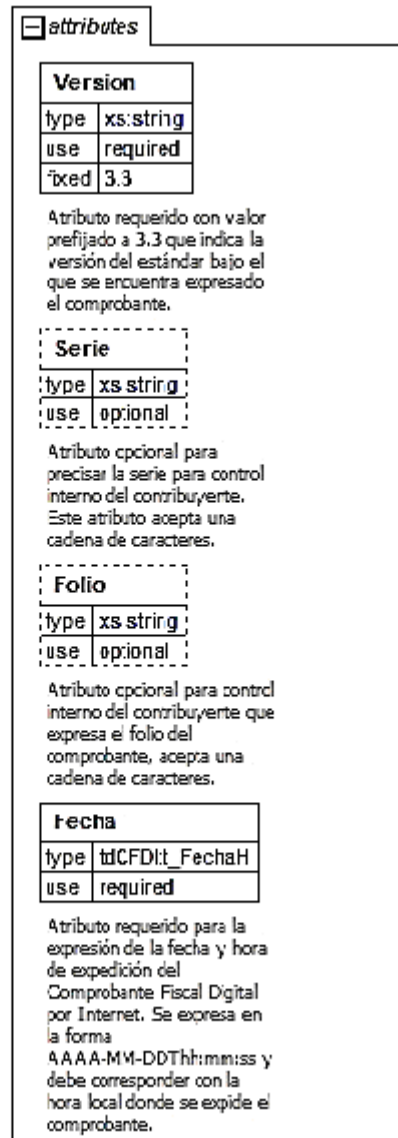 attributes
Version
type xs:string
use required
fixed 3.3
Atributo requerido con valor
prefijado a 3.3 que indica la
versión del estándar bajo el
que se encuentra expresado
el comprobante.
Serie
type xs:string
use optional
Atributo opcional para
precisar la serie para control
interno del contribuyente.
Este atributo acepta una
cadena de caracteres.
Folio
type xs:string
use optional
Atributo opcional para control
interno del contribuyente que
expresa el folio del
comprobante, acepta una
cadena de caracteres.
Fecha
type tdCFDI:t_FechaH
use required
Atributo requerido para la
expresión de la fecha y hora
de expedición del
Comprobante Fiscal Digital
por Internet. Se expresa en
la forma
AAAA-MM-DDThh:mm:ss y
debe corresponder con la
hora local donde se expide el
comprobante.